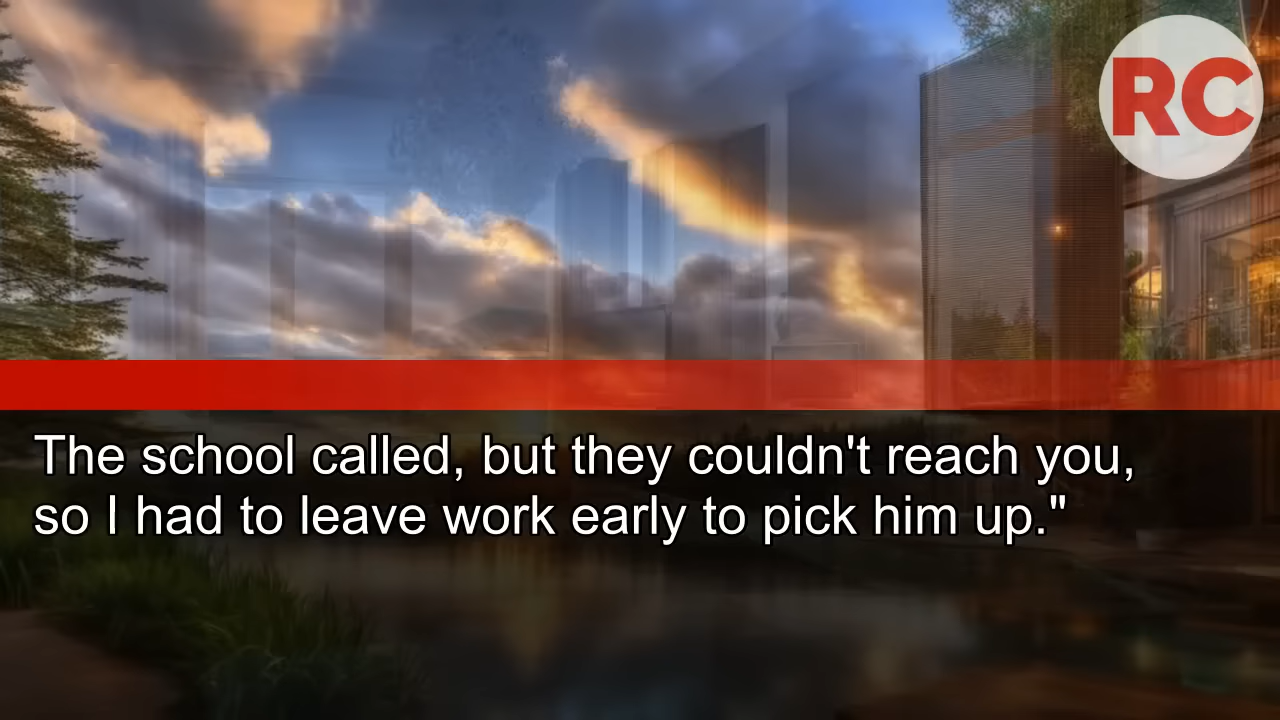 RC
The school called, but they couldn't reach you,
so I had to leave work early to pick him up."